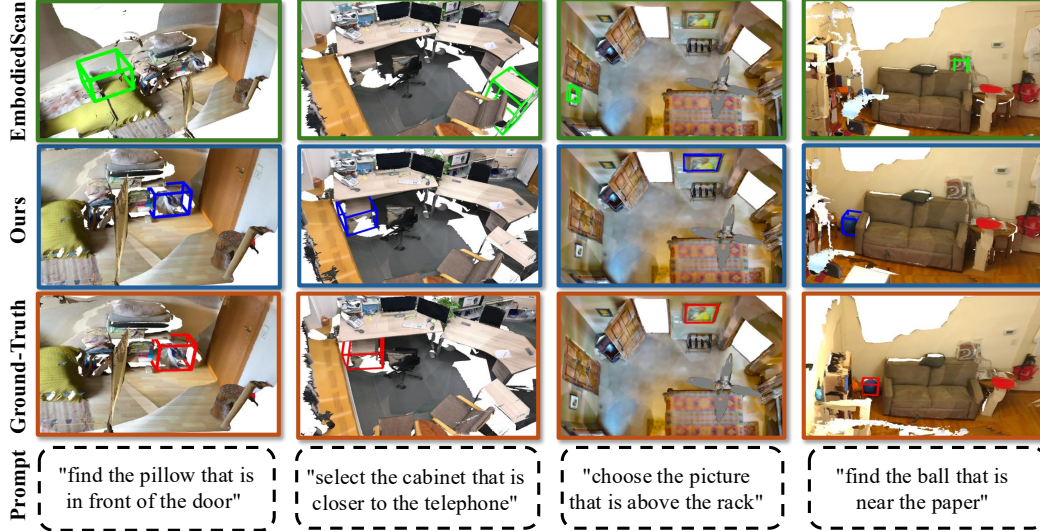 EmbodiedScan
Ours
Ground-Truth
Prompt
"find the pillow that is
in front of the door"
"select the cabinet that is
closer to the telephone"
"choose the picture
that is above the rack"
"find the ball that is
near the paper"